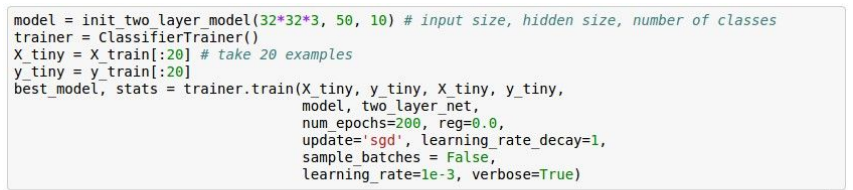 model = init_two_layer_model(32*32*3, 50, 10) # input size, hidden size, number of classes
trainer = ClassifierTrainer()
X_tiny = X_train[:20] # take 20 examples
y_tiny = y_train[:20]
best_model, stats = trainer.train(X_tiny, y_tiny, X_tiny, y_tiny,
                                  model, two_layer_net,
                                  num_epochs=200, reg=0.0,
                                  update='sgd', learning_rate_decay=1,
                                  sample_batches = False,
                                  learning_rate=1e-3, verbose=True)